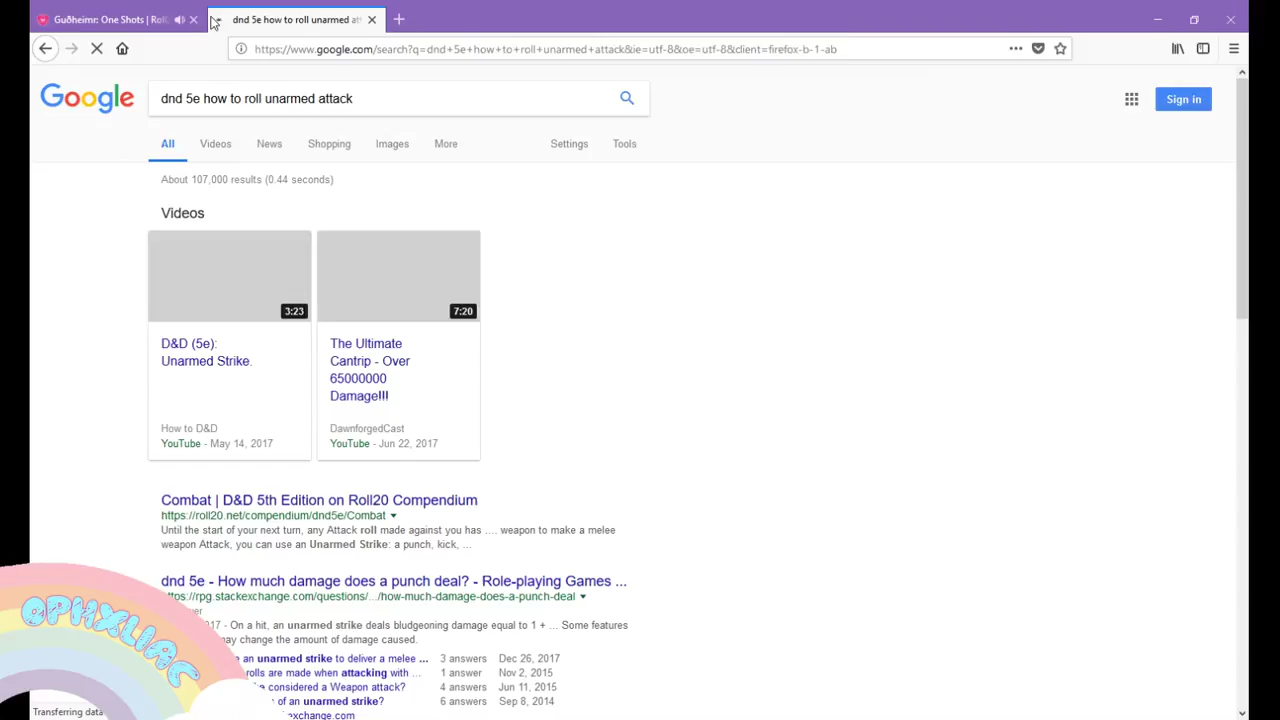 Guðheimr: One Shots | Roll
dnd 5e how to roll unarmed at
https://www.google.com/search?q=dnd+5e+how+to+roll+unarmed+attack&ie=utf-8&oe=utf-8&client=firefox-b-1-ab
Google
dnd 5e how to roll unarmed attack
Sign in
All Videos News Shopping Images More Settings Tools
About 107,000 results (0.44 seconds)
Videos
3:23
7:20
D&D (5e):
Unarmed Strike.
How to D&D
YouTube - May 14, 2017
The Ultimate
Cantrip - Over
65000000
Damage!!!
DawnforgedCast
YouTube - Jun 22, 2017
Combat | D&D 5th Edition on Roll20 Compendium
https://roll20.net/compendium/dnd5e/Combat
Until the start of your next turn, any Attack roll made against you has .... weapon to make a melee
weapon Attack, you can use an Unarmed Strike: a punch, kick, ...
dnd 5e - How much damage does a punch deal? - Role-playing Games ...
https://rpg.stackexchange.com/questions/.../how-much-damage-does-a-punch-deal
2017 - On a hit, an unarmed strike deals bludgeoning damage equal to 1 + ... Some features
may change the amount of damage caused.
an unarmed strike to deliver a melee ... 3 answers Dec 26, 2017
rolls are made when attacking with ... 1 answer Nov 2, 2015
considered a Weapon attack? 4 answers Jun 11, 2015
of an unarmed strike? 6 answers Sep 8, 2014
exchange.com
OPHXLIAC
Transferring data